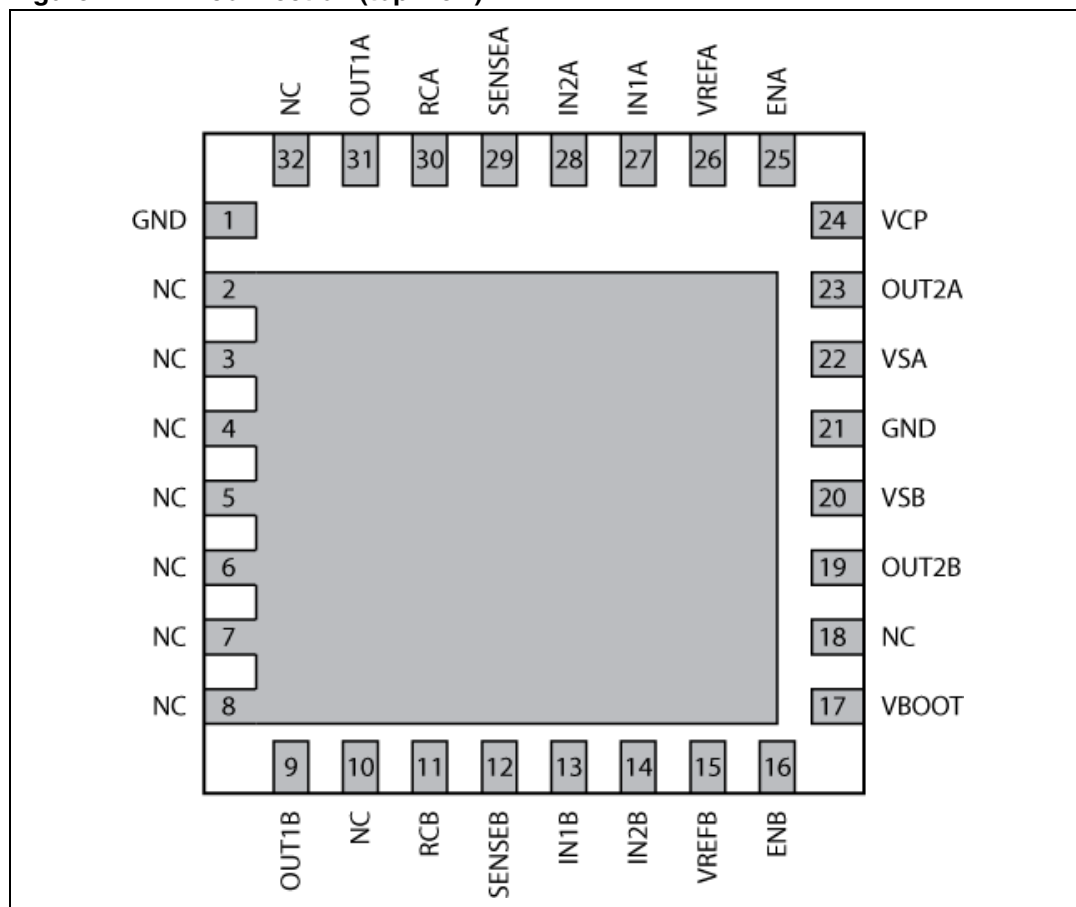 NC OUT1A RCA SENSEA IN2A IN1A VREFA ENA
32 31 30 29 28 27 26 25
GND 1 24 VCP
NC 2 23 OUT2A
NC 3 22 VSA
NC 4 21 GND
NC 5 20 VSB
NC 6 19 OUT2B
NC 7 18 NC
NC 8 17 VBOOT
9 10 11 12 13 14 15 16
OUT1B NC RCB SENSEB IN1B IN2B VREFB ENB